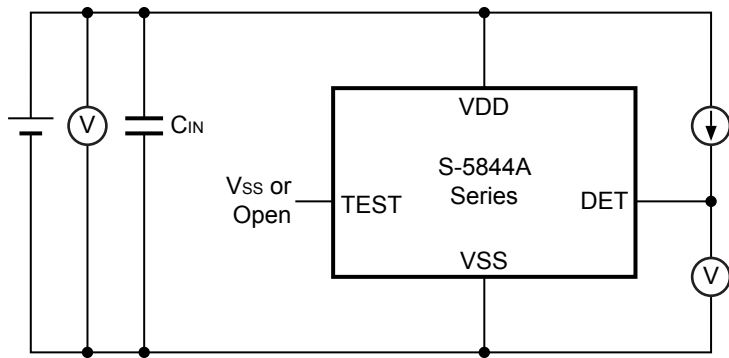 V
CIN
VDD
S-5844A
Series
VSS or
Open
TEST
DET
VSS
V